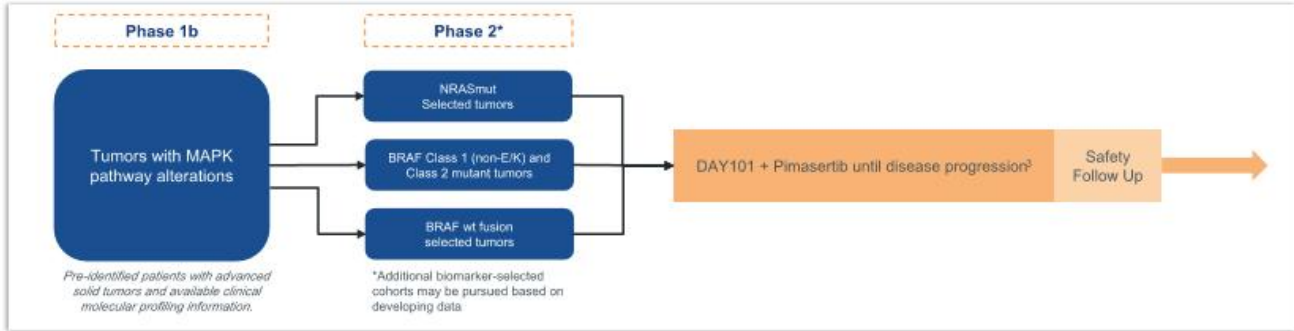 Phase 1b
Phase 2*
Tumors with MAPK
pathway alterations
NRASmut
Selected tumors
BRAF Class 1 (non-E/K) and
Class 2 mutant tumors
BRAF wt fusion
selected tumors
DAY101 + Pimasertib until disease progression³
Safety
Follow Up
Pre-identified patients with advanced
solid tumors and available clinical
molecular profiling information.
*Additional biomarker-selected
cohorts may be pursued based on
developing data